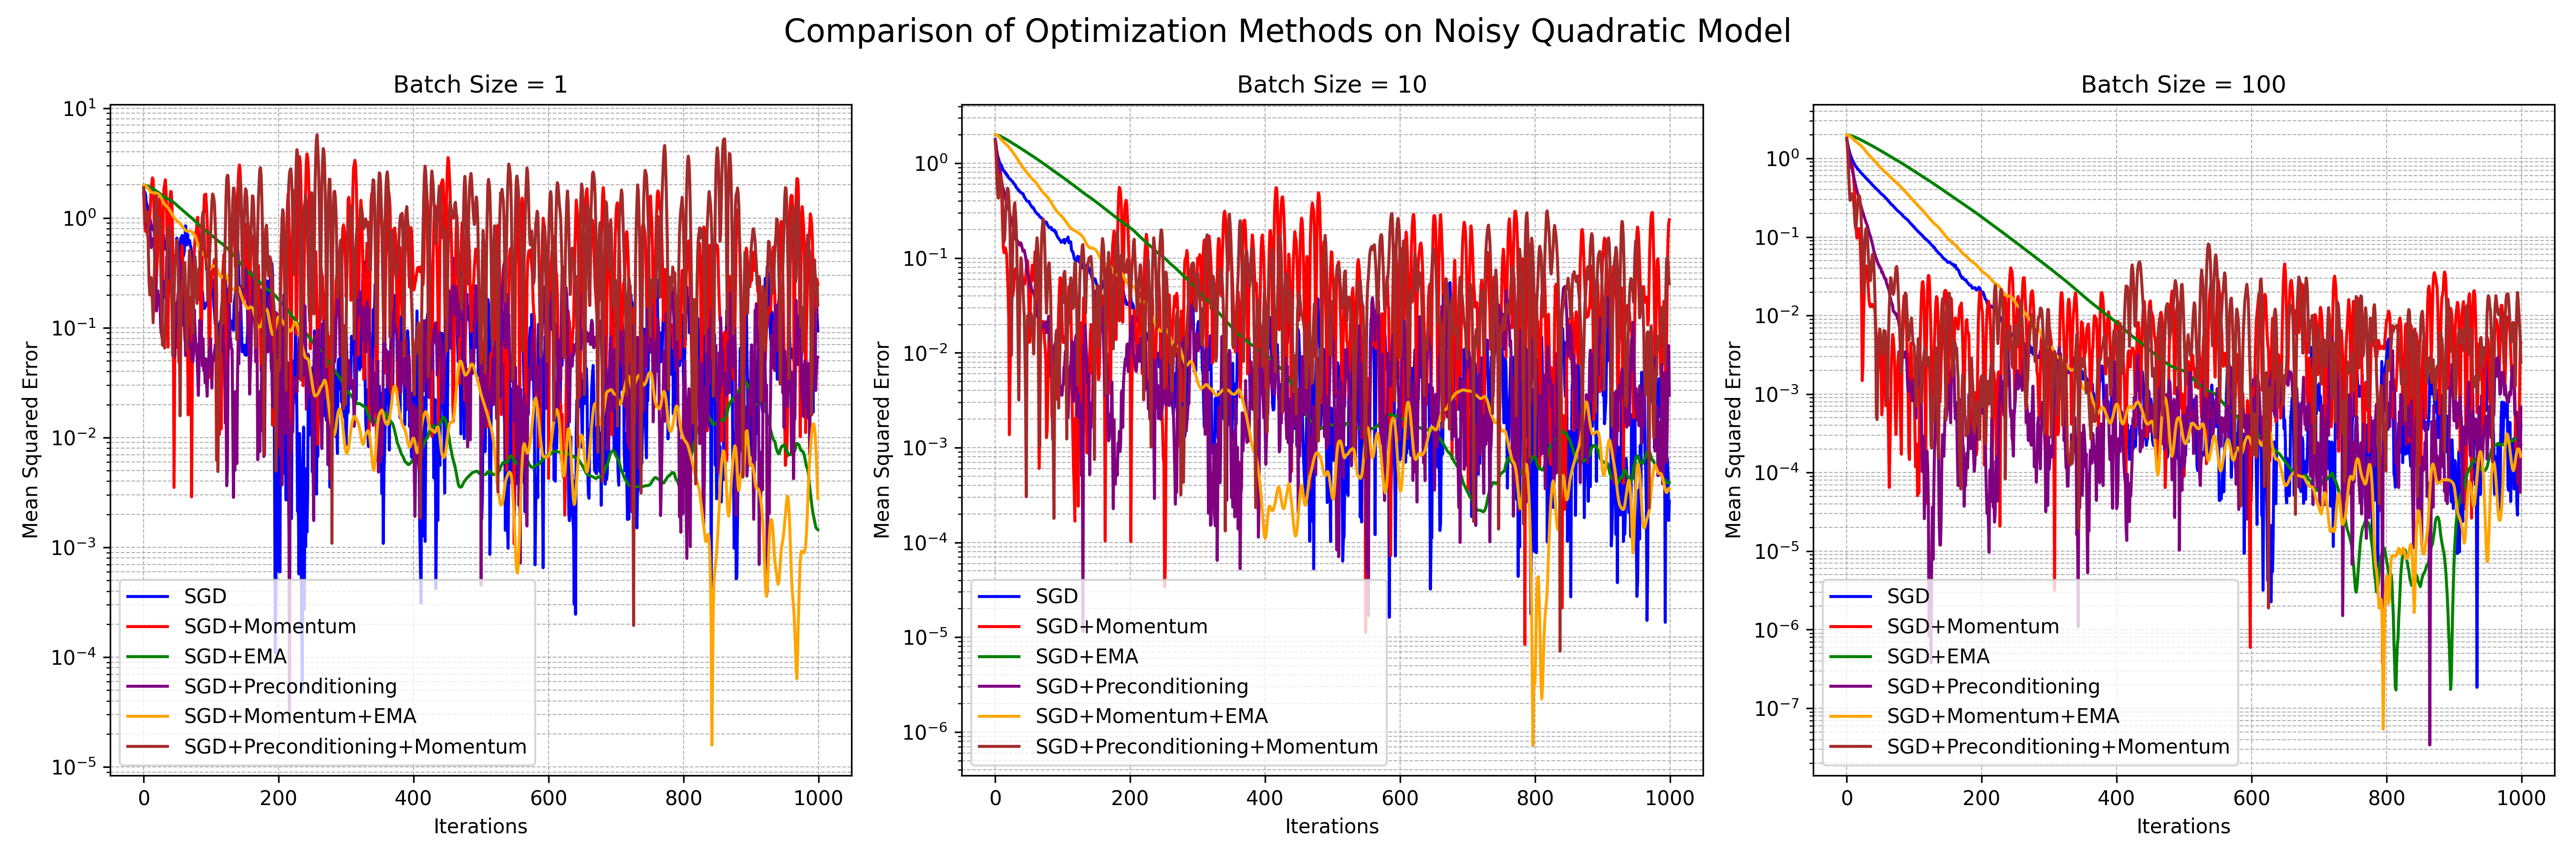 Comparison of Optimization Methods on Noisy Quadratic Model
Batch Size = 1
10^1
10^0
10^-1
10^-2
10^-3
10^-4
10^-5
Mean Squared Error
SGD
SGD+Momentum
SGD+EMA
SGD+Preconditioning
SGD+Momentum+EMA
SGD+Preconditioning+Momentum
0 200 400 600 800 1000
Iterations
Batch Size = 10
10^0
10^-1
10^-2
10^-3
10^-4
10^-5
10^-6
Mean Squared Error
SGD
SGD+Momentum
SGD+EMA
SGD+Preconditioning
SGD+Momentum+EMA
SGD+Preconditioning+Momentum
0 200 400 600 800 1000
Iterations
Batch Size = 100
10^0
10^-1
10^-2
10^-3
10^-4
10^-5
10^-6
10^-7
Mean Squared Error
SGD
SGD+Momentum
SGD+EMA
SGD+Preconditioning
SGD+Momentum+EMA
SGD+Preconditioning+Momentum
0 200 400 600 800 1000
Iterations